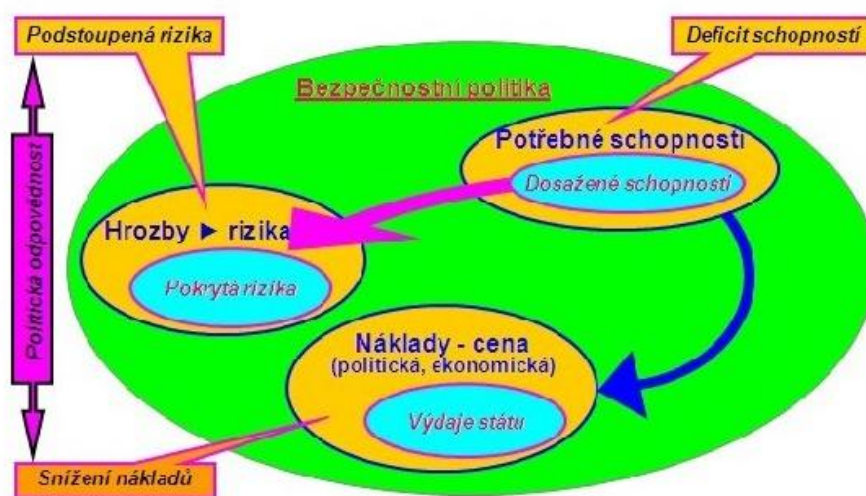 Podstoupená rizika
Deficit schopností
Bezpečnostní politika
Potřebné schopnosti
Dosažené schopnosti
Politická odpovědnost
Hrozby ► rizika
Pokrytá rizika
Náklady - cena
(politická, ekonomická)
Výdaje státu
Snížení nákladů